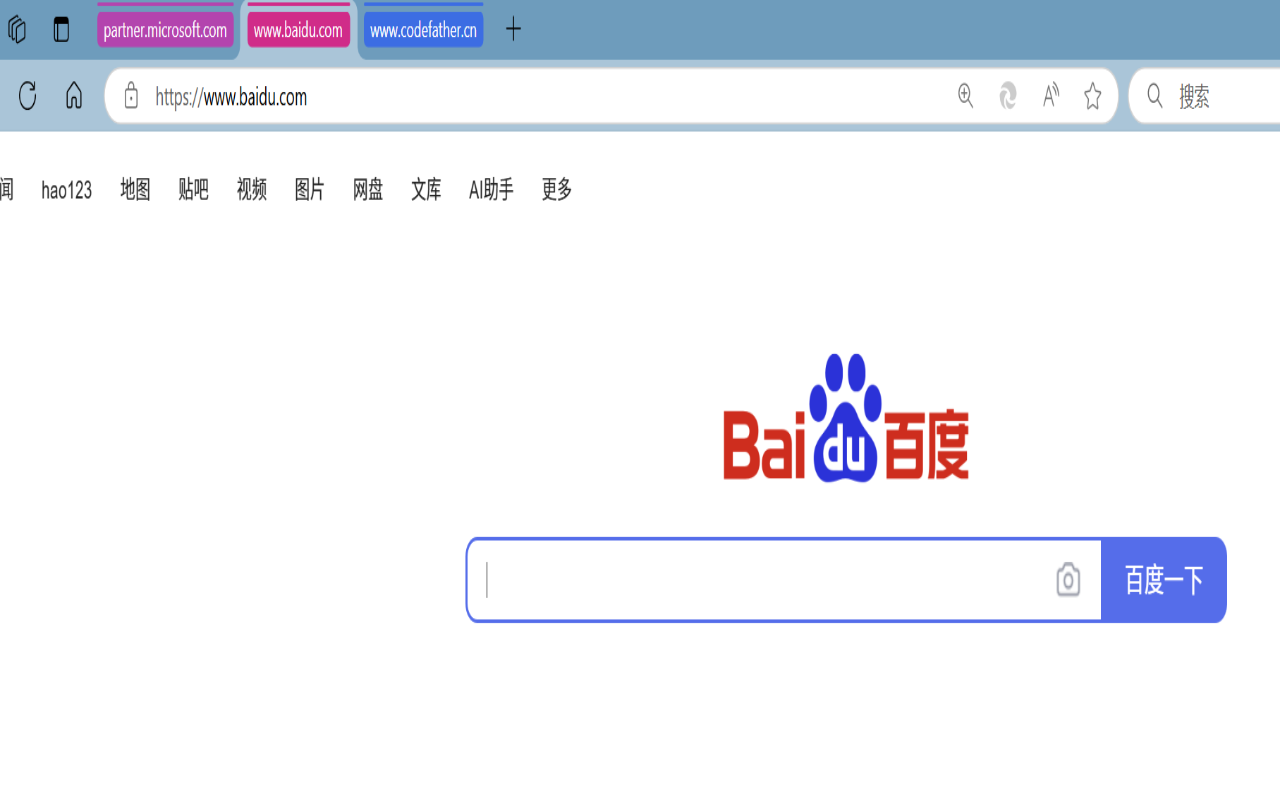 partner.microsoft.com www.baidu.com www.codefather.cn
https://www.baidu.com 搜索
闻 hao123 地图 贴吧 视频 图片 网盘 文库 AI助手 更多
Bai du 百度
百度一下